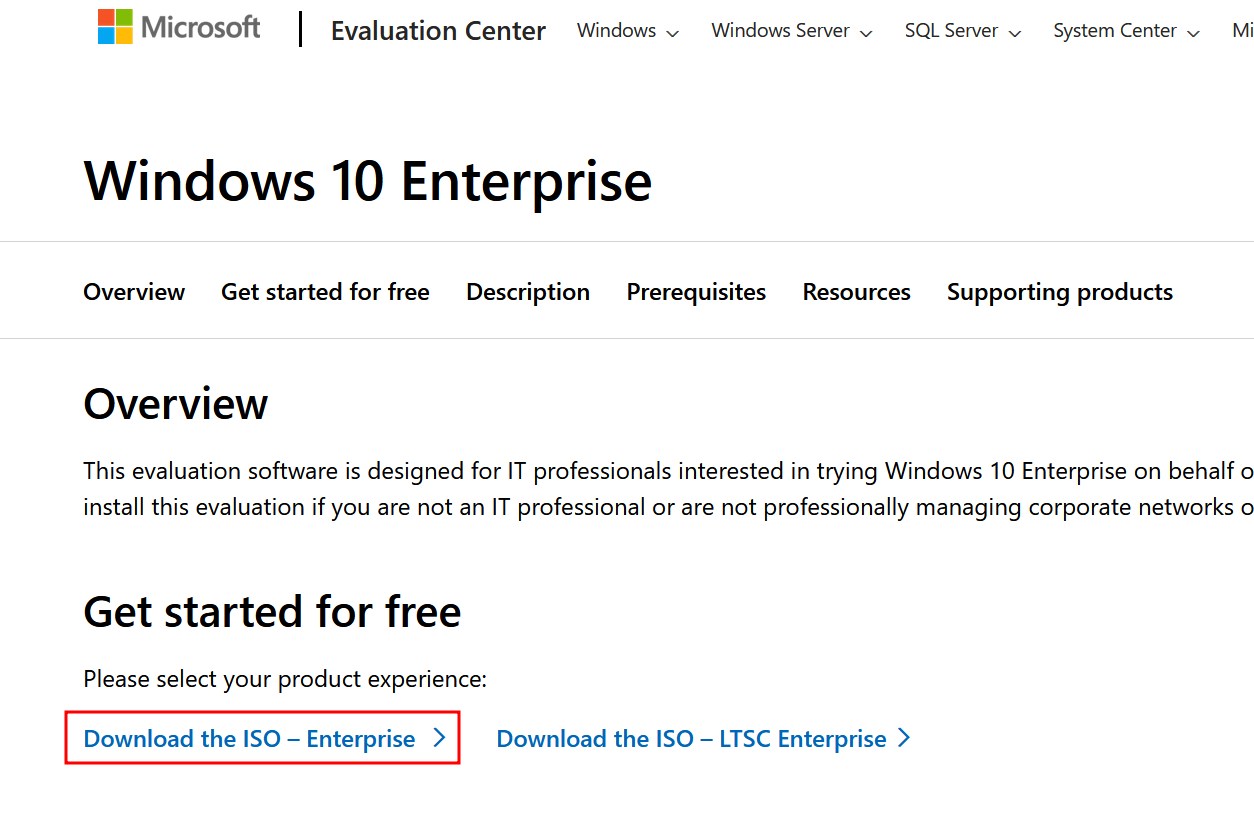 Microsoft | Evaluation Center Windows Windows Server SQL Server System Center Mi
Windows 10 Enterprise
Overview Get started for free Description Prerequisites Resources Supporting products
Overview
This evaluation software is designed for IT professionals interested in trying Windows 10 Enterprise on behalf o
install this evaluation if you are not an IT professional or are not professionally managing corporate networks o
Get started for free
Please select your product experience:
Download the ISO – Enterprise Download the ISO – LTSC Enterprise